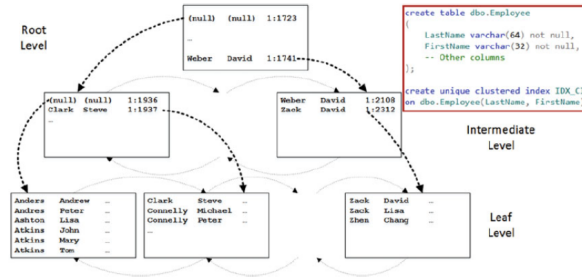 Root
Level
(null) (null) 1:1723
…
Weber David 1:1741
create table dbo.Employee
(
LastName varchar(64) not null,
FirstName varchar(32) not null,
-- Other columns
);
create unique clustered index IDX_CI
on dbo.Employee(LastName, FirstName)
(null) (null) 1:1936
Clark Steve 1:1937
…
Weber David 1:2108
Zack David 1:2312
Intermediate
Level
Anders Andrew …
Andres Peter …
Ashton Lisa …
Atkins John …
Atkins Mary …
Atkins Tom …
Clark Steve …
Connelly Michael …
Connelly Peter …
…
Zack David …
Zack Lisa …
Zhen Chang …
Leaf
Level